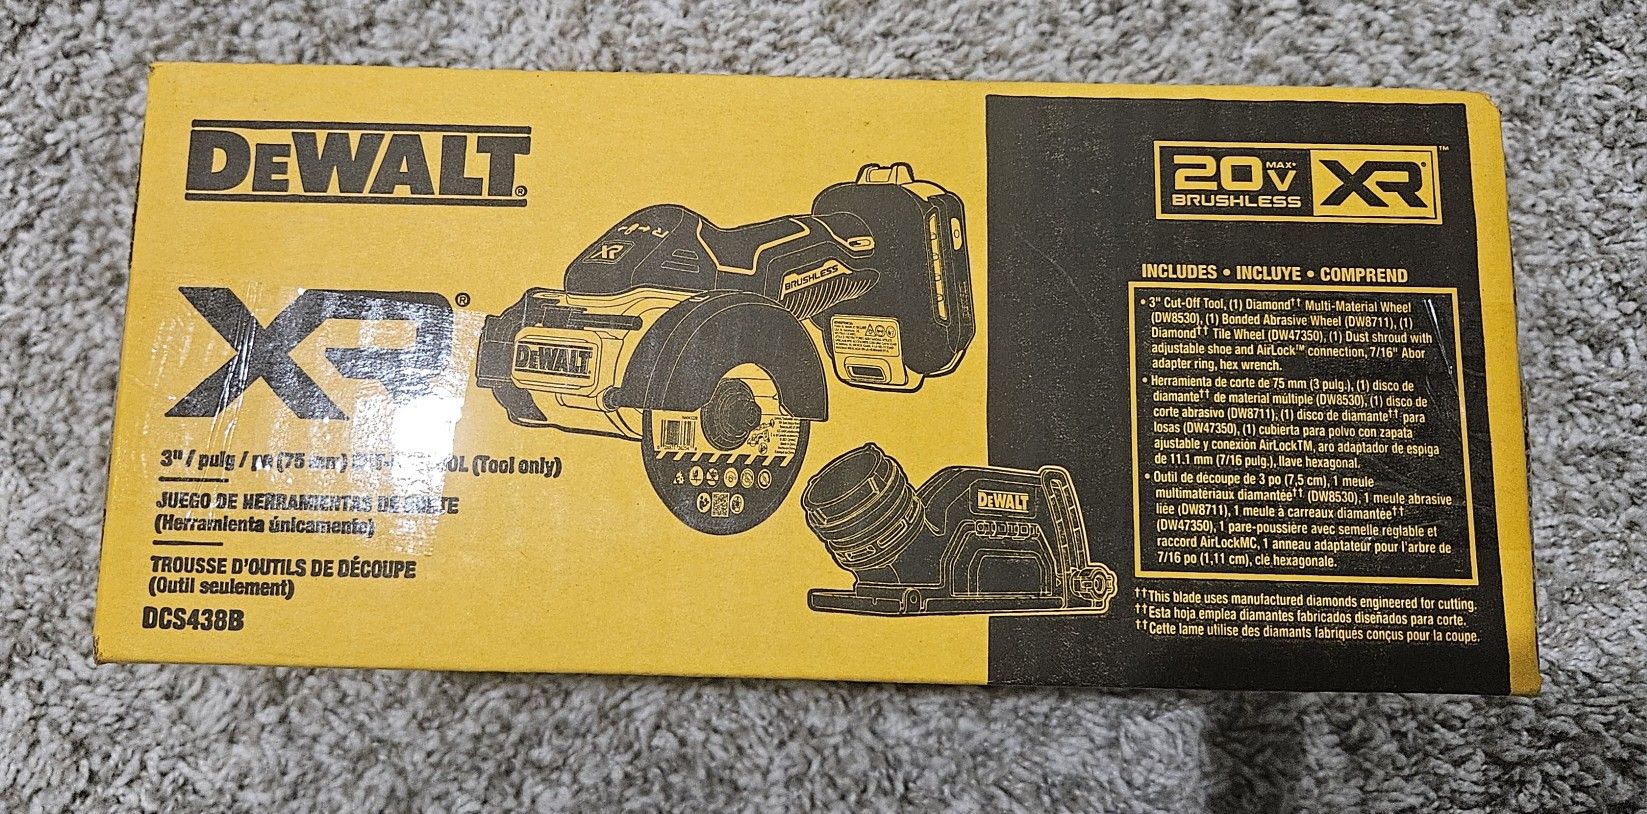 DEWALT®
XR®
3" / pulg / po (75 mm) CUT-OFF TOOL (Tool only)
JUEGO DE HERRAMIENTAS DE CORTE
(Herramienta únicamente)
TROUSSE D'OUTILS DE DÉCOUPE
(Outil seulement)
DCS438B
XR
BRUSHLESS
DEWALT
DEWALT
20V MAX* XR®™
BRUSHLESS
INCLUDES • INCLUYE • COMPREND
• 3" Cut-Off Tool, (1) Diamond†† Multi-Material Wheel
(DW8530), (1) Bonded Abrasive Wheel (DW8711), (1)
Diamond†† Tile Wheel (DW47350), (1) Dust shroud with
adjustable shoe and AirLock™ connection, 7/16" Abor
adapter ring, hex wrench.
• Herramienta de corte de 75 mm (3 pulg.), (1) disco de
diamante†† de material múltiple (DW8530), (1) disco de
corte abrasivo (DW8711), (1) disco de diamante†† para
losas (DW47350), (1) cubierta para polvo con zapata
ajustable y conexión AirLockTM, aro adaptador de espiga
de 11.1 mm (7/16 pulg.), llave hexagonal.
• Outil de découpe de 3 po (7,5 cm), 1 meule
multimatériaux diamantée†† (DW8530), 1 meule abrasive
liée (DW8711), 1 meule à carreaux diamantée††
(DW47350), 1 pare-poussière avec semelle réglable et
raccord AirLockMC, 1 anneau adaptateur pour l'arbre de
7/16 po (1,11 cm), clé hexagonale.
††This blade uses manufactured diamonds engineered for cutting.
††Esta hoja emplea diamantes fabricados diseñados para corte.
††Cette lame utilise des diamants fabriqués conçus pour la coupe.